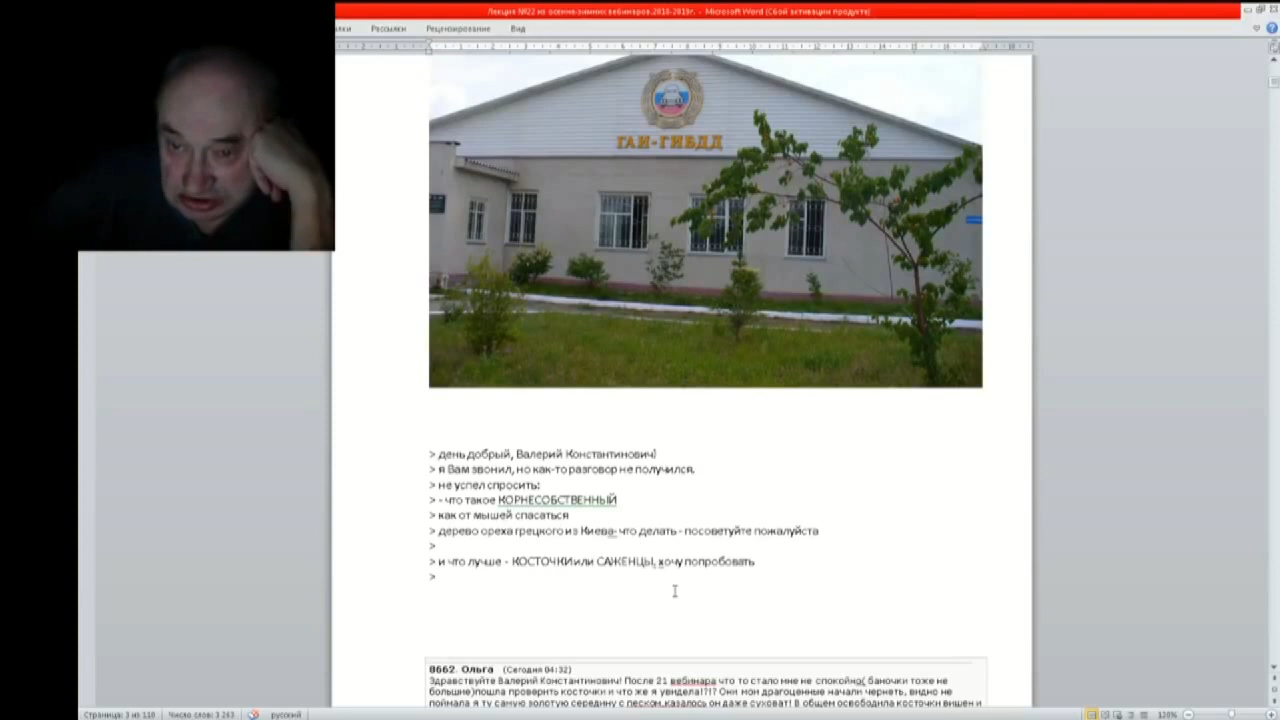 Лекция №22 из осенне-зимних вебинаров.2018-2019г. - Microsoft Word (Сбой активации продукта)
Рассылки Рецензирование Вид
ГАИ-ГИБДД
> день добрый, Валерий Константинович!
> я Вам звонил, но как-то разговор не получился.
> не успел спросить:
> - что такое КОРНЕСОБСТВЕННЫЙ
> как от мышей спасаться
> дерево ореха грецкого из Киева- что делать - посоветуйте пожалуйста
>
> и что лучше - КОСТОЧКИ или САЖЕНЦЫ, хочу попробовать
>
8662. Ольга (Сегодня 04:32)
Здравствуйте Валерий Константинович! После 21 вебинара что то стало мне не спокойно( баночки тоже не
большие)пошла проверить косточки и что же я увидела!?!? Они мои драгоценные начали чернеть, видно не
поймала я ту самую золотую середину с песком,казалось он даже суховат! В общем освободила косточки вишен и
Страница: 3 из 110 Число слов: 3 263 русский 120%